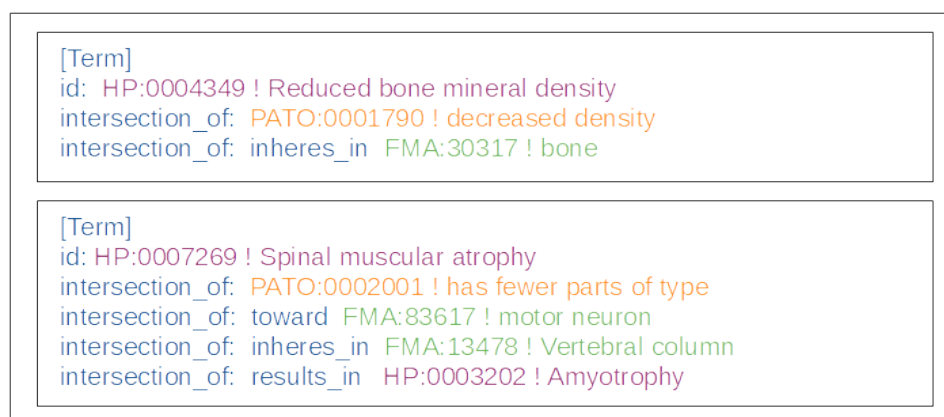 [Term]
id: HP:0004349 ! Reduced bone mineral density
intersection_of: PATO:0001790 ! decreased density
intersection_of: inheres_in FMA:30317 ! bone
[Term]
id: HP:0007269 ! Spinal muscular atrophy
intersection_of: PATO:0002001 ! has fewer parts of type
intersection_of: toward FMA:83617 ! motor neuron
intersection_of: inheres_in FMA:13478 ! Vertebral column
intersection_of: results_in HP:0003202 ! Amyotrophy